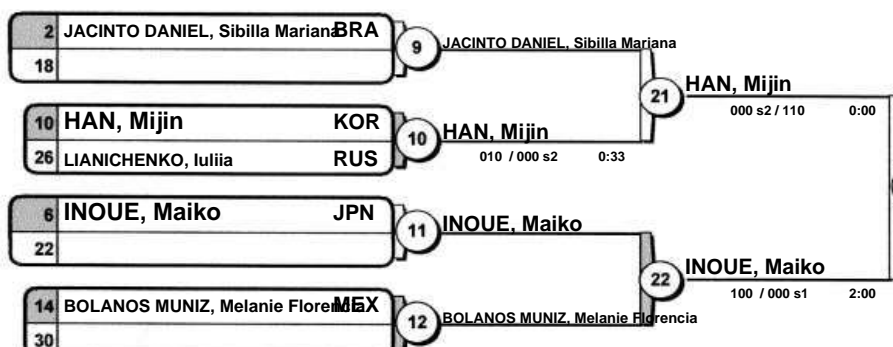 2 JACINTO DANIEL, Sibilla Mariana BRA
18
9 JACINTO DANIEL, Sibilla Mariana
10 HAN, Mijin KOR
26 LIANICHENKO, Iuliia RUS
10 HAN, Mijin
010 / 000 s2 0:33
21 HAN, Mijin
000 s2 / 110 0:00
6 INOUE, Maiko JPN
22
11 INOUE, Maiko
14 BOLANOS MUNIZ, Melanie Florencia MEX
30
12 BOLANOS MUNIZ, Melanie Florencia
22 INOUE, Maiko
100 / 000 s1 2:00